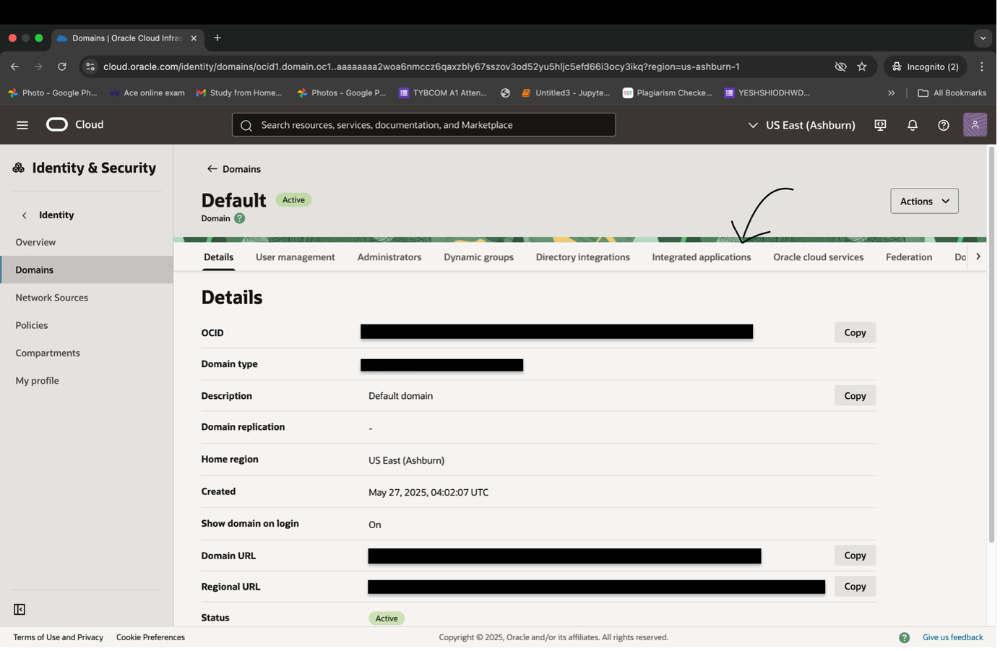 Domains | Oracle Cloud Infras
cloud.oracle.com/identity/domains/ocid1.domain.oc1..aaaaaaaa2woa6nmccz6qaxzbly67sszov3od52yu5hljc5efd66i3ocy3ikq?region=us-ashburn-1
Incognito (2)
Photo - Google Ph...
Ace online exam
Study from Home...
Photos - Google P...
TYBCOM A1 Atten...
Untitled3 - Jupyte...
SST
Plagiarism Checke...
YESHSHIODHWD...
All Bookmarks
Cloud
Search resources, services, documentation, and Marketplace
US East (Ashburn)
Identity & Security
Identity
Overview
Domains
Network Sources
Policies
Compartments
My profile
Domains
Default Active
Domain ?
Actions
Details User management Administrators Dynamic groups Directory integrations Integrated applications Oracle cloud services Federation Do
Details
OCID Copy
Domain type
Description Default domain Copy
Domain replication -
Home region US East (Ashburn)
Created May 27, 2025, 04:02:07 UTC
Show domain on login On
Domain URL Copy
Regional URL Copy
Status Active
Terms of Use and Privacy Cookie Preferences Copyright © 2025, Oracle and/or its affiliates. All rights reserved. ? Give us feedback